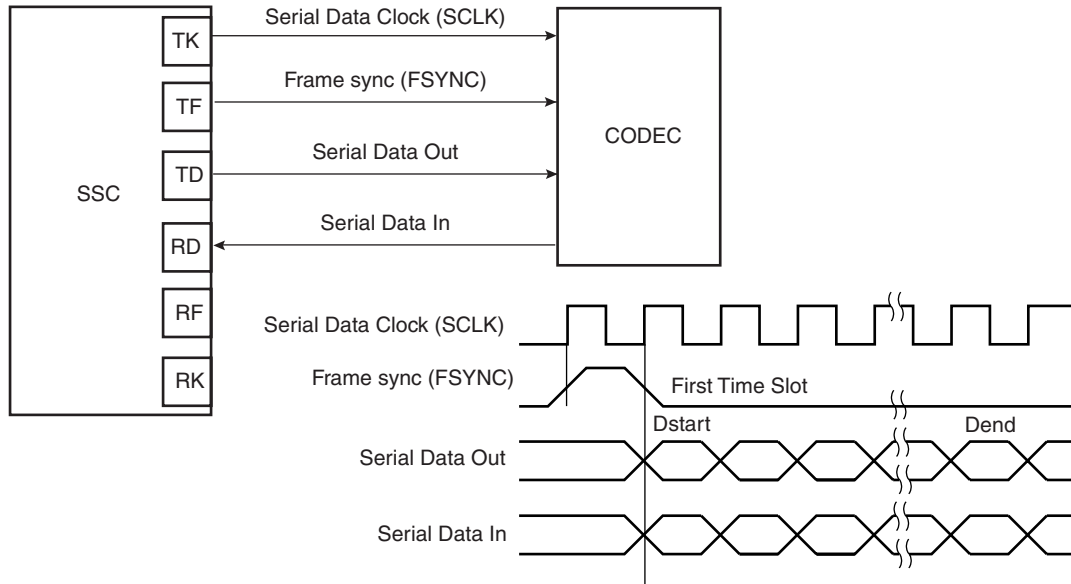 Serial Data Clock (SCLK)
TK
Frame sync (FSYNC)
TF
CODEC
Serial Data Out
TD
SSC
Serial Data In
RD
RF
Serial Data Clock (SCLK)
RK
Frame sync (FSYNC)
First Time Slot
Dstart
Dend
Serial Data Out
Serial Data In